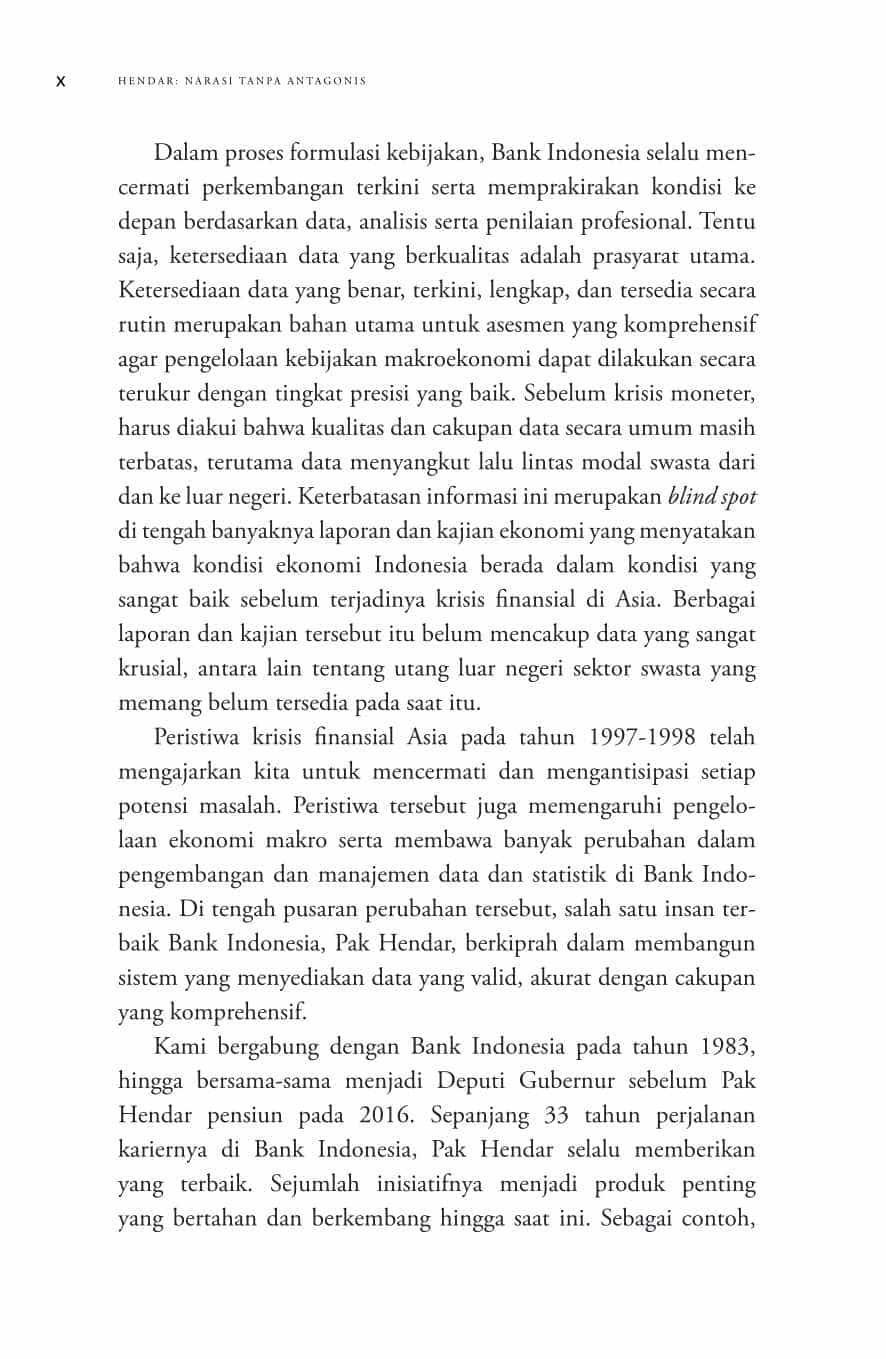 X HENDAR: NARASI TANPA ANTAGONIS
Dalam proses formulasi kebijakan, Bank Indonesia selalu men-
cermati perkembangan terkini serta memprakirakan kondisi ke
depan berdasarkan data, analisis serta penilaian profesional. Tentu
saja, ketersediaan data yang berkualitas adalah prasyarat utama.
Ketersediaan data yang benar, terkini, lengkap, dan tersedia secara
rutin merupakan bahan utama untuk asesmen yang komprehensif
agar pengelolaan kebijakan makroekonomi dapat dilakukan secara
terukur dengan tingkat presisi yang baik. Sebelum krisis moneter,
harus diakui bahwa kualitas dan cakupan data secara umum masih
terbatas, terutama data menyangkut lalu lintas modal swasta dari
dan ke luar negeri. Keterbatasan informasi ini merupakan blind spot
di tengah banyaknya laporan dan kajian ekonomi yang menyatakan
bahwa kondisi ekonomi Indonesia berada dalam kondisi yang
sangat baik sebelum terjadinya krisis finansial di Asia. Berbagai
laporan dan kajian tersebut itu belum mencakup data yang sangat
krusial, antara lain tentang utang luar negeri sektor swasta yang
memang belum tersedia pada saat itu.
Peristiwa krisis finansial Asia pada tahun 1997-1998 telah
mengajarkan kita untuk mencermati dan mengantisipasi setiap
potensi masalah. Peristiwa tersebut juga memengaruhi pengelo-
laan ekonomi makro serta membawa banyak perubahan dalam
pengembangan dan manajemen data dan statistik di Bank Indo-
nesia. Di tengah pusaran perubahan tersebut, salah satu insan ter-
baik Bank Indonesia, Pak Hendar, berkiprah dalam membangun
sistem yang menyediakan data yang valid, akurat dengan cakupan
yang komprehensif.
Kami bergabung dengan Bank Indonesia pada tahun 1983,
hingga bersama-sama menjadi Deputi Gubernur sebelum Pak
Hendar pensiun pada 2016. Sepanjang 33 tahun perjalanan
kariernya di Bank Indonesia, Pak Hendar selalu memberikan
yang terbaik. Sejumlah inisiatifnya menjadi produk penting
yang bertahan dan berkembang hingga saat ini. Sebagai contoh,